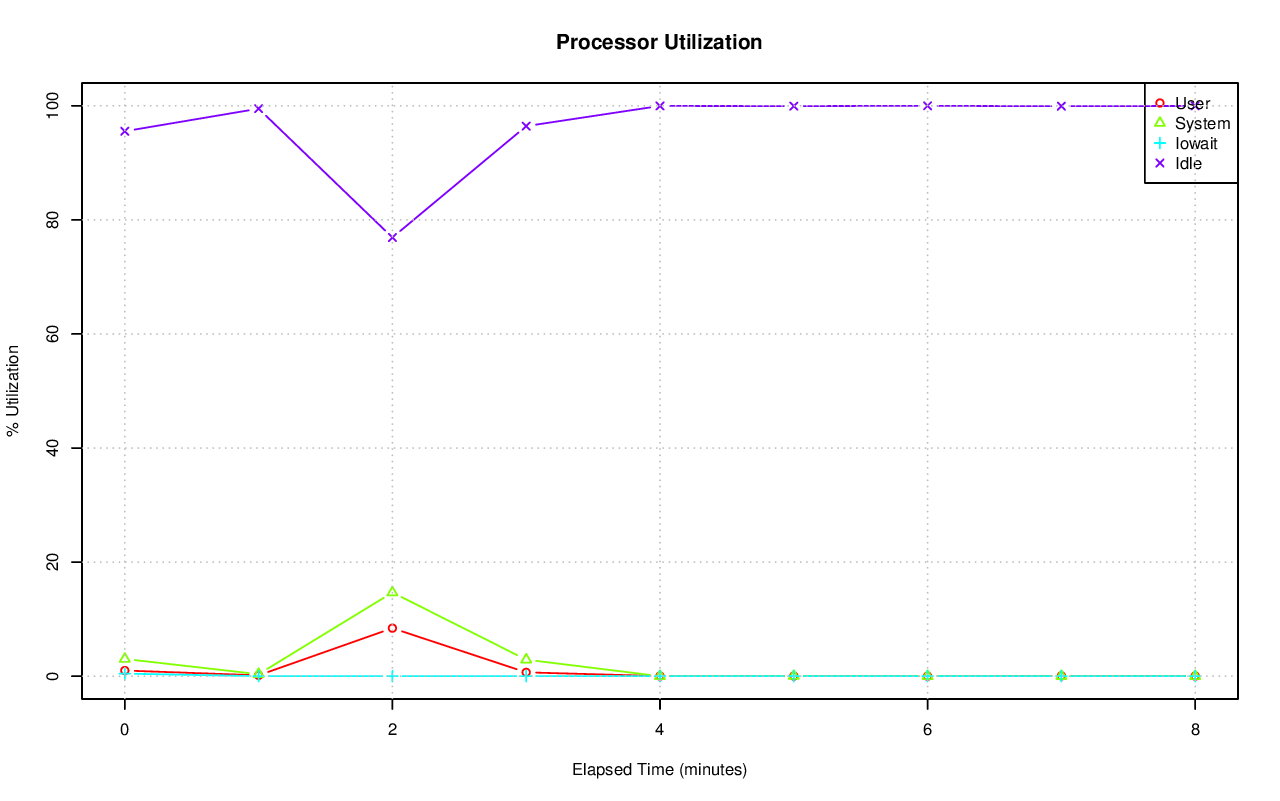 Processor Utilization
100
80
60
40
20
0
% Utilization
User
System
Iowait
Idle
0 2 4 6 8
Elapsed Time (minutes)